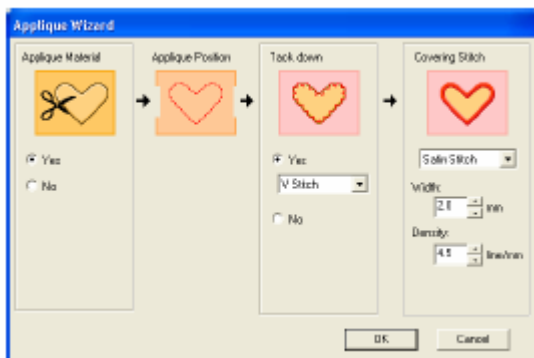 Applique Wizard
Applique Material
Applique Position
Tack down
Covering Stitch
Yes
No
Yes
V Stitch
No
Satin Stitch
Width:
2.0 mm
Density:
4.5 line/mm
OK
Cancel